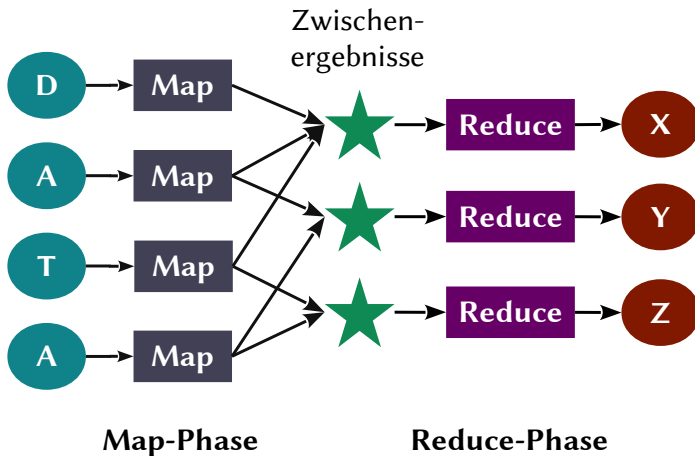 Zwischen-
ergebnisse
D Map Reduce X
A Map Reduce Y
T Map Reduce Z
A Map
Map-Phase Reduce-Phase